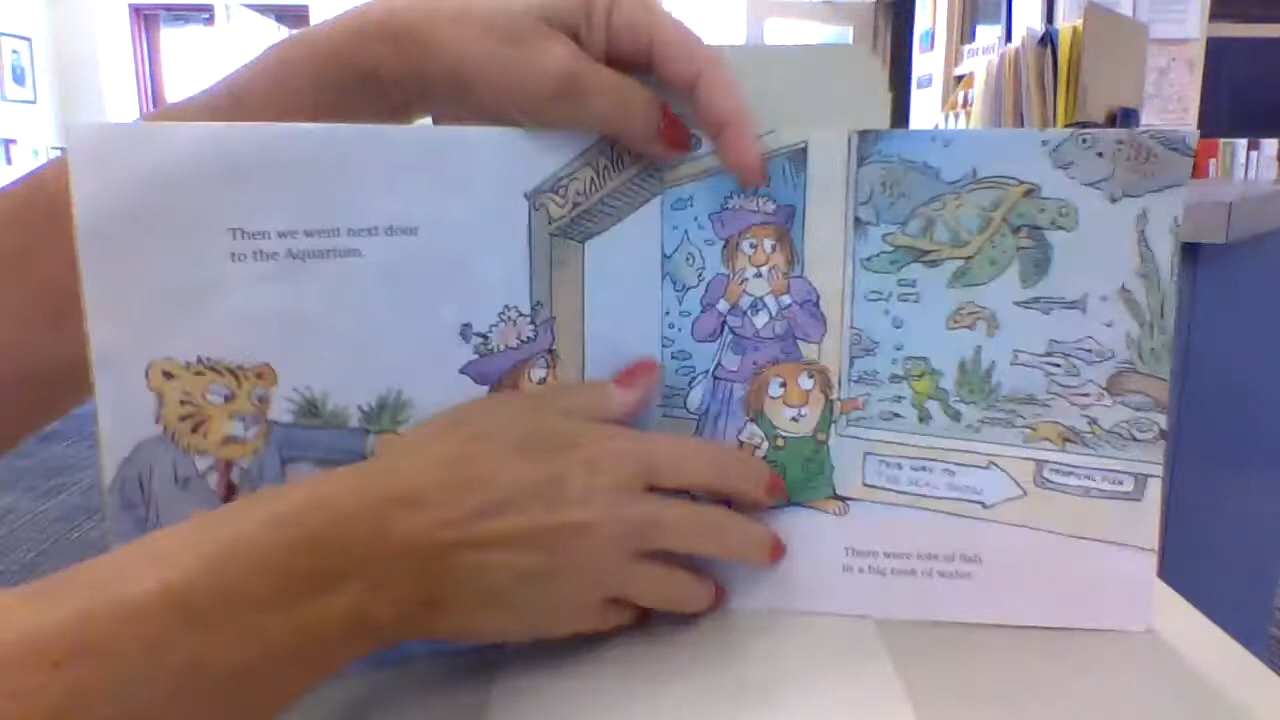 Then we went next door
to the Aquarium.
THIS WAY TO
THE SEAL SHOW
TROPICAL FISH
There were lots of fish
in a big tank of water.